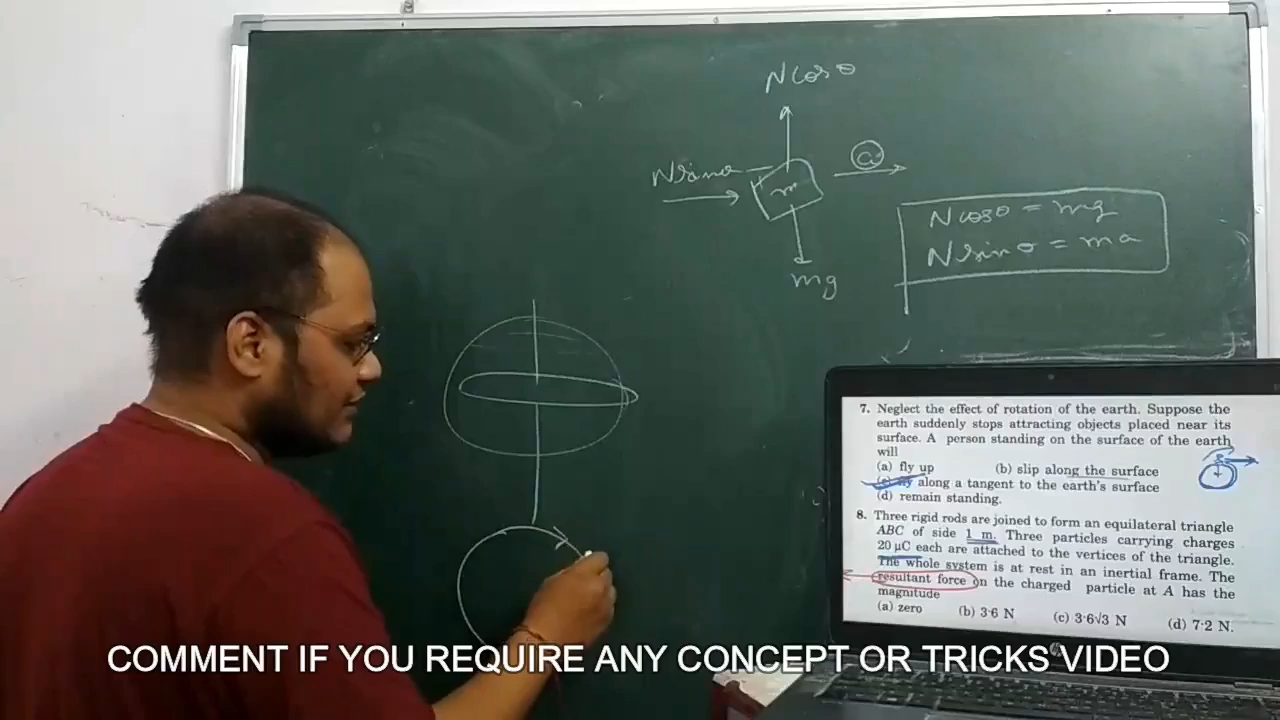 N cos θ
N sin θ
a
m
mg
N cos θ = mg
N sin θ = ma
7. Neglect the effect of rotation of the earth. Suppose the
earth suddenly stops attracting objects placed near its
surface. A person standing on the surface of the earth
will
(a) fly up (b) slip along the surface
along a tangent to the earth's surface
(d) remain standing.
8. Three rigid rods are joined to form an equilateral triangle
ABC of side 1 m. Three particles carrying charges
20 μC each are attached to the vertices of the triangle.
The whole system is at rest in an inertial frame. The
resultant force on the charged particle at A has the
magnitude
(a) zero (b) 3·6 N (c) 3·6√3 N (d) 7·2 N.
COMMENT IF YOU REQUIRE ANY CONCEPT OR TRICKS VIDEO